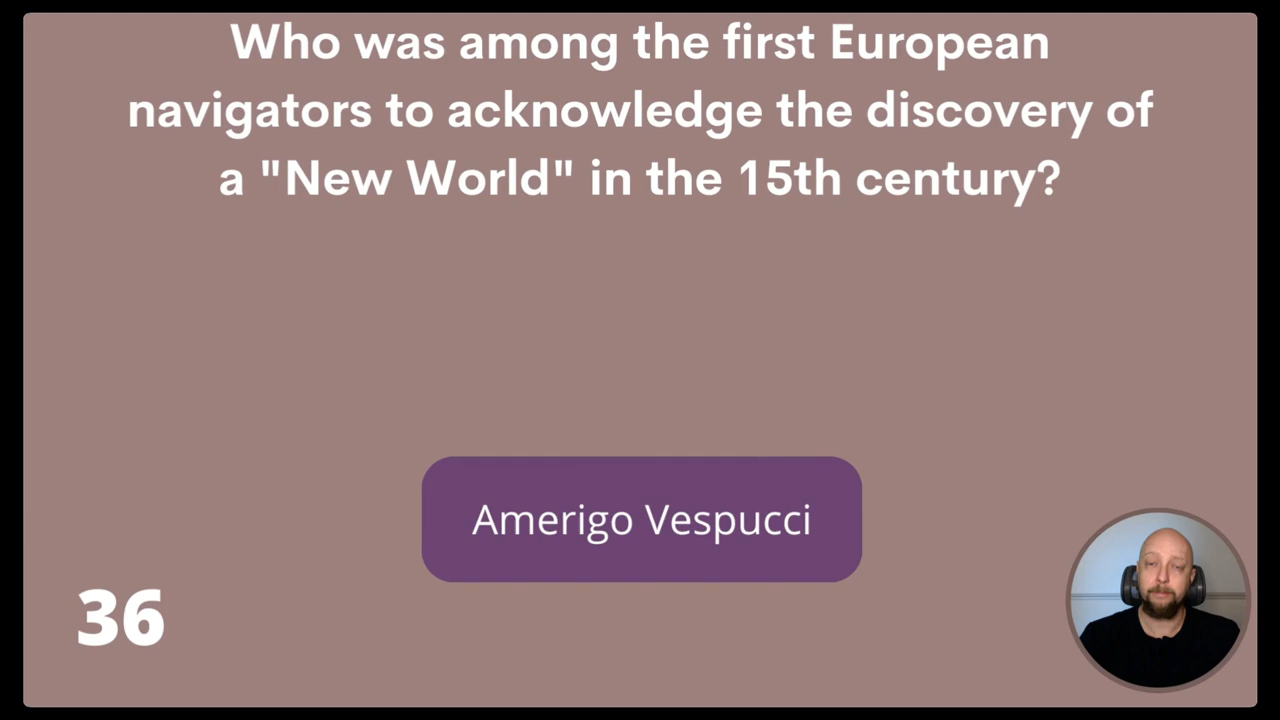 Who was among the first European
navigators to acknowledge the discovery of
a "New World" in the 15th century?
Amerigo Vespucci
36